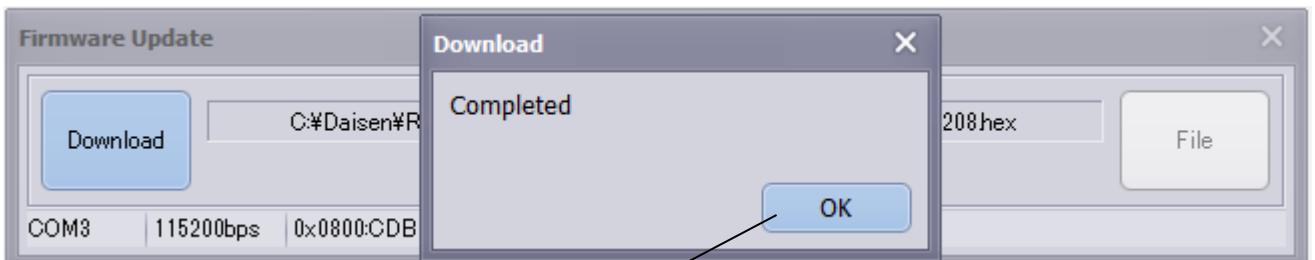 Firmware Update
Download
Completed
OK
Download
C:¥Daisen¥R
208.hex
File
COM3
115200bps
0x0800:CDB